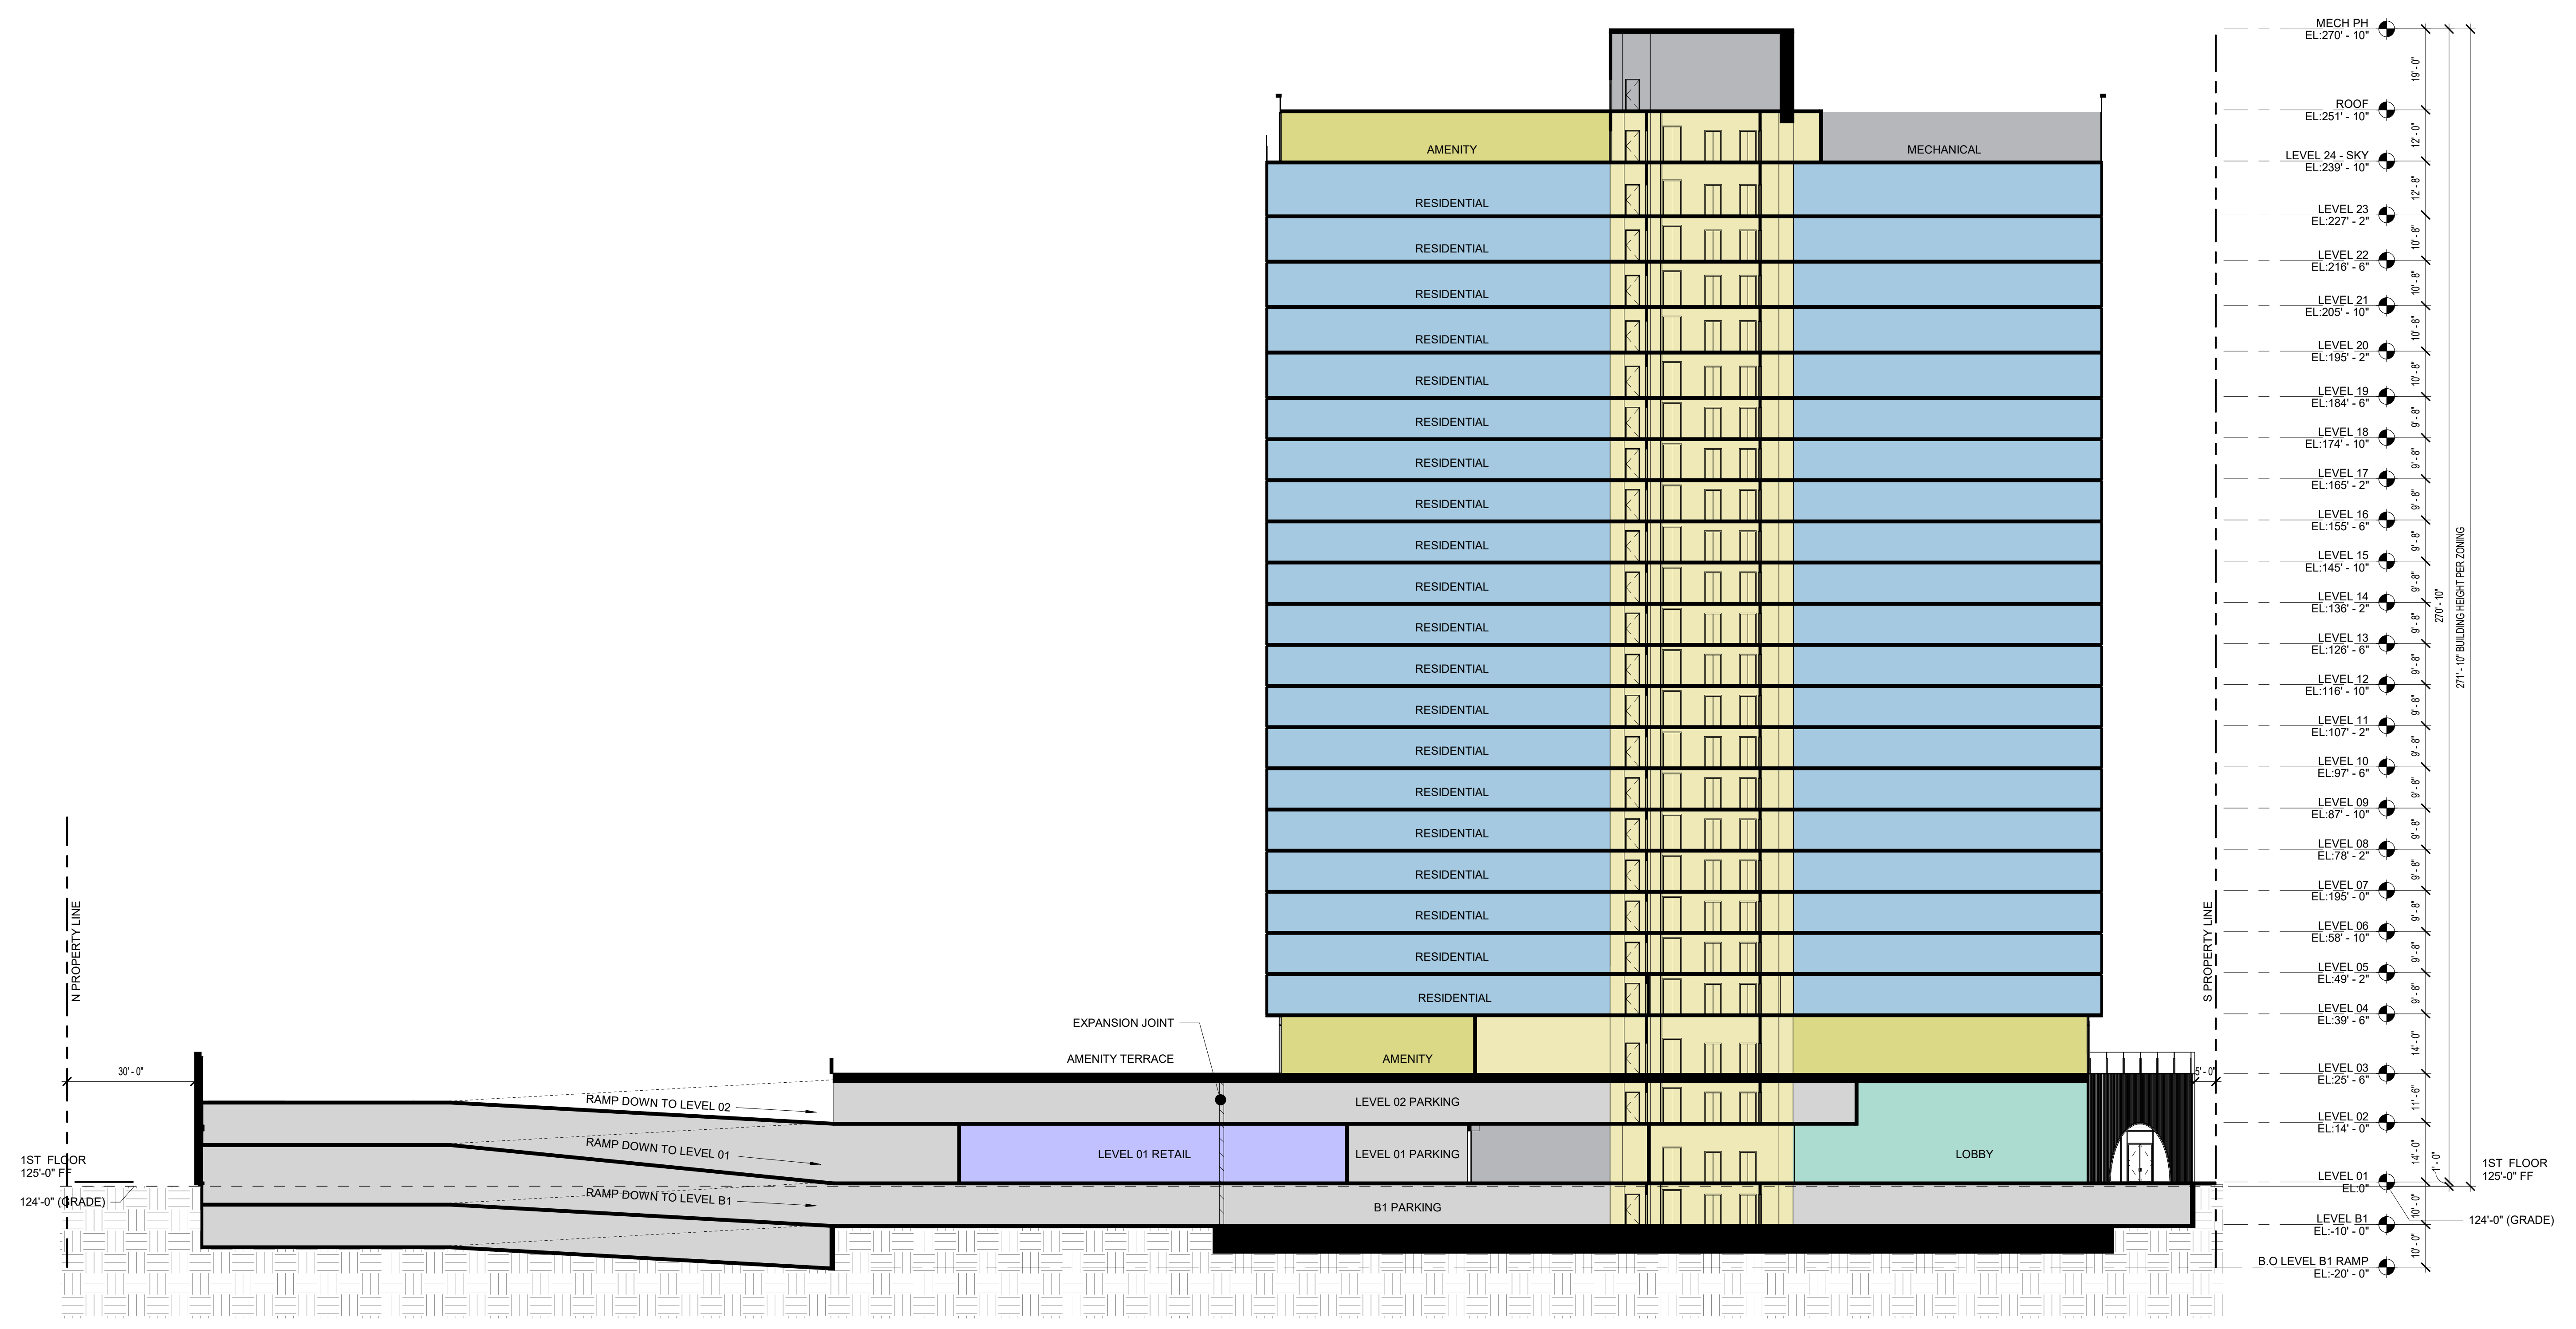 MECH PH
EL:270' - 10"
19' - 0"
ROOF
EL:251' - 10"
12' - 0"
AMENITY
MECHANICAL
LEVEL 24 - SKY
EL:239' - 10"
12' - 8"
RESIDENTIAL
LEVEL 23
EL:227' - 2"
10' - 8"
RESIDENTIAL
LEVEL 22
EL:216' - 6"
10' - 8"
RESIDENTIAL
LEVEL 21
EL:205' - 10"
10' - 8"
RESIDENTIAL
LEVEL 20
EL:195' - 2"
10' - 8"
RESIDENTIAL
LEVEL 19
EL:184' - 6"
9' - 8"
RESIDENTIAL
LEVEL 18
EL:174' - 10"
9' - 8"
RESIDENTIAL
LEVEL 17
EL:165' - 2"
9' - 8"
RESIDENTIAL
LEVEL 16
EL:155' - 6"
9' - 8"
RESIDENTIAL
LEVEL 15
EL:145' - 10"
9' - 8"
RESIDENTIAL
LEVEL 14
EL:136' - 2"
9' - 8"
RESIDENTIAL
LEVEL 13
EL:126' - 6"
9' - 8"
RESIDENTIAL
LEVEL 12
EL:116' - 10"
9' - 8"
RESIDENTIAL
LEVEL 11
EL:107' - 2"
9' - 8"
RESIDENTIAL
LEVEL 10
EL:97' - 6"
9' - 8"
RESIDENTIAL
LEVEL 09
EL:87' - 10"
9' - 8"
RESIDENTIAL
LEVEL 08
EL:78' - 2"
9' - 8"
RESIDENTIAL
LEVEL 07
EL:195' - 0"
9' - 8"
RESIDENTIAL
LEVEL 06
EL:58' - 10"
9' - 8"
RESIDENTIAL
LEVEL 05
EL:49' - 2"
9' - 8"
RESIDENTIAL
LEVEL 04
EL:39' - 6"
14' - 0"
270' - 10"
271' - 10" BUILDING HEIGHT PER ZONING
N PROPERTY LINE
S PROPERTY LINE
EXPANSION JOINT
AMENITY TERRACE
AMENITY
30' - 0"
5' - 0"
LEVEL 03
EL:25' - 6"
11' - 6"
RAMP DOWN TO LEVEL 02
LEVEL 02 PARKING
LEVEL 02
EL:14' - 0"
14' - 0"
1' - 0"
RAMP DOWN TO LEVEL 01
LEVEL 01 RETAIL
LEVEL 01 PARKING
LOBBY
1ST FLOOR
125'-0" FF
1ST FLOOR
125'-0" FF
LEVEL 01
EL:0"
10' - 0"
124'-0" (GRADE)
RAMP DOWN TO LEVEL B1
B1 PARKING
LEVEL B1
EL:-10' - 0"
124'-0" (GRADE)
10' - 0"
B.O LEVEL B1 RAMP
EL:-20' - 0"